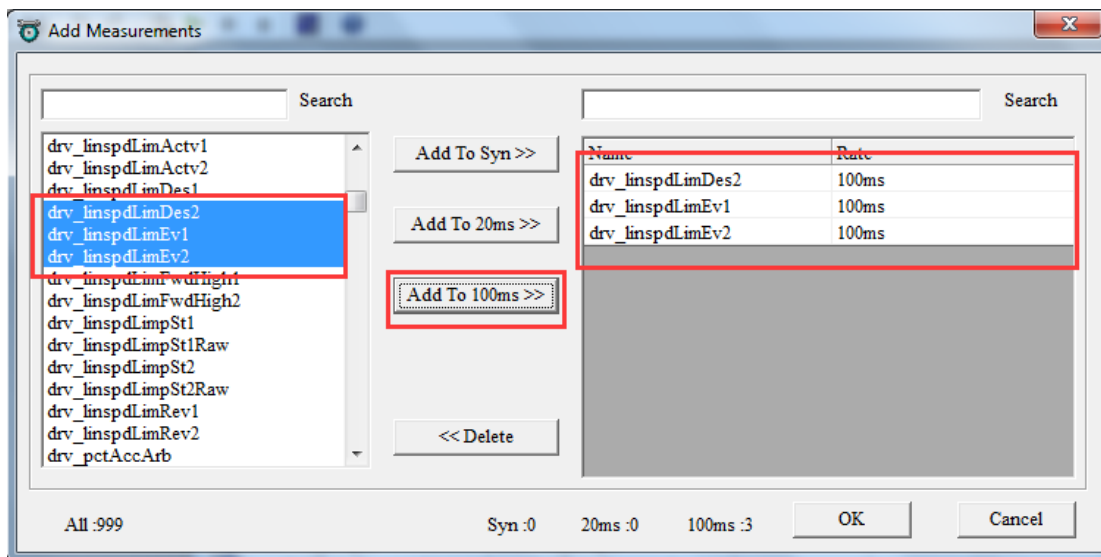 Add Measurements
Search
Search
drv_linspdLimActv1
drv_linspdLimActv2
drv_linspdLimDes1
drv_linspdLimDes2
drv_linspdLimEv1
drv_linspdLimEv2
drv_linspdLimFwdHigh1
drv_linspdLimFwdHigh2
drv_linspdLimpSt1
drv_linspdLimpSt1Raw
drv_linspdLimpSt2
drv_linspdLimpSt2Raw
drv_linspdLimRev1
drv_linspdLimRev2
drv_pctAccArb
Add To Syn >>
Add To 20ms >>
Add To 100ms >>
<< Delete
Name Rate
drv_linspdLimDes2 100ms
drv_linspdLimEv1 100ms
drv_linspdLimEv2 100ms
All :999 Syn :0 20ms :0 100ms :3 OK Cancel